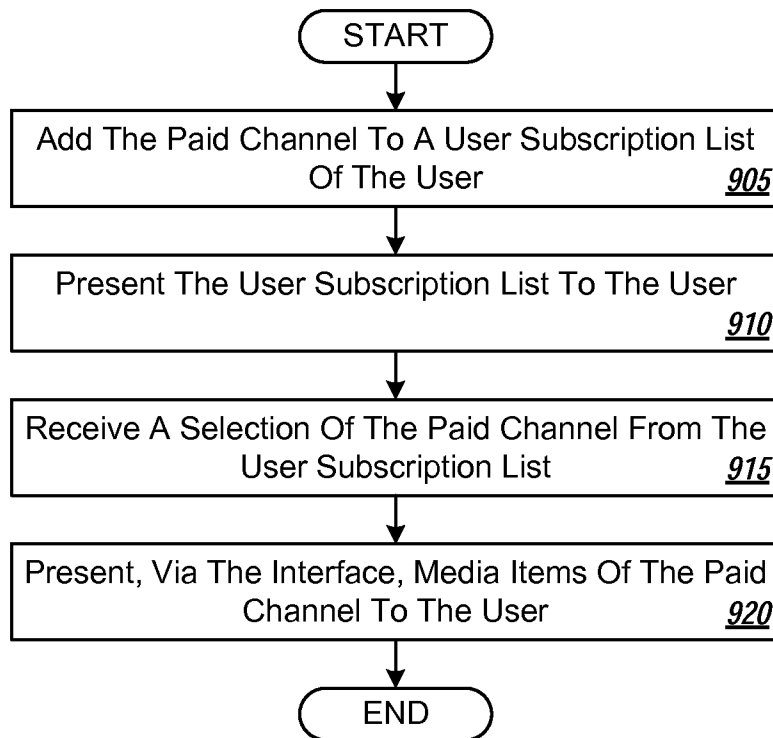 START
Add The Paid Channel To A User Subscription List
Of The User 905
Present The User Subscription List To The User
910
Receive A Selection Of The Paid Channel From The
User Subscription List 915
Present, Via The Interface, Media Items Of The Paid
Channel To The User 920
END